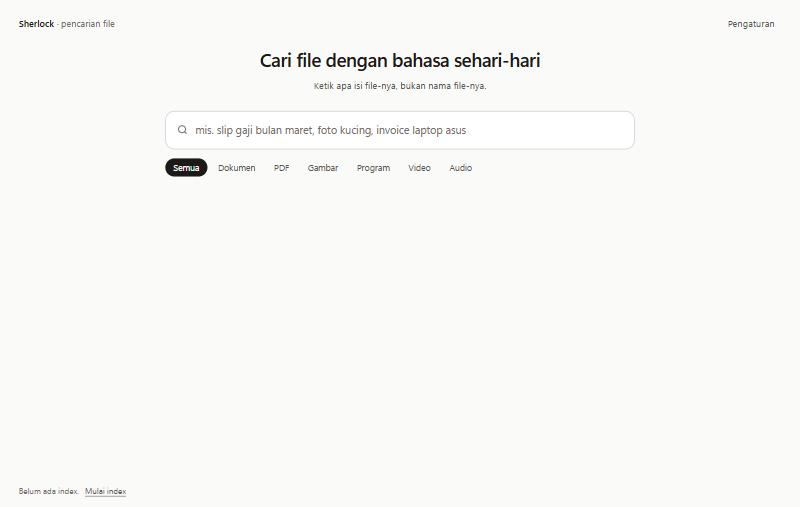 Sherlock · pencarian file
Pengaturan
Cari file dengan bahasa sehari-hari
Ketik apa isi file-nya, bukan nama file-nya.
mis. slip gaji bulan maret, foto kucing, invoice laptop asus
Semua Dokumen PDF Gambar Program Video Audio
Belum ada index. Mulai index